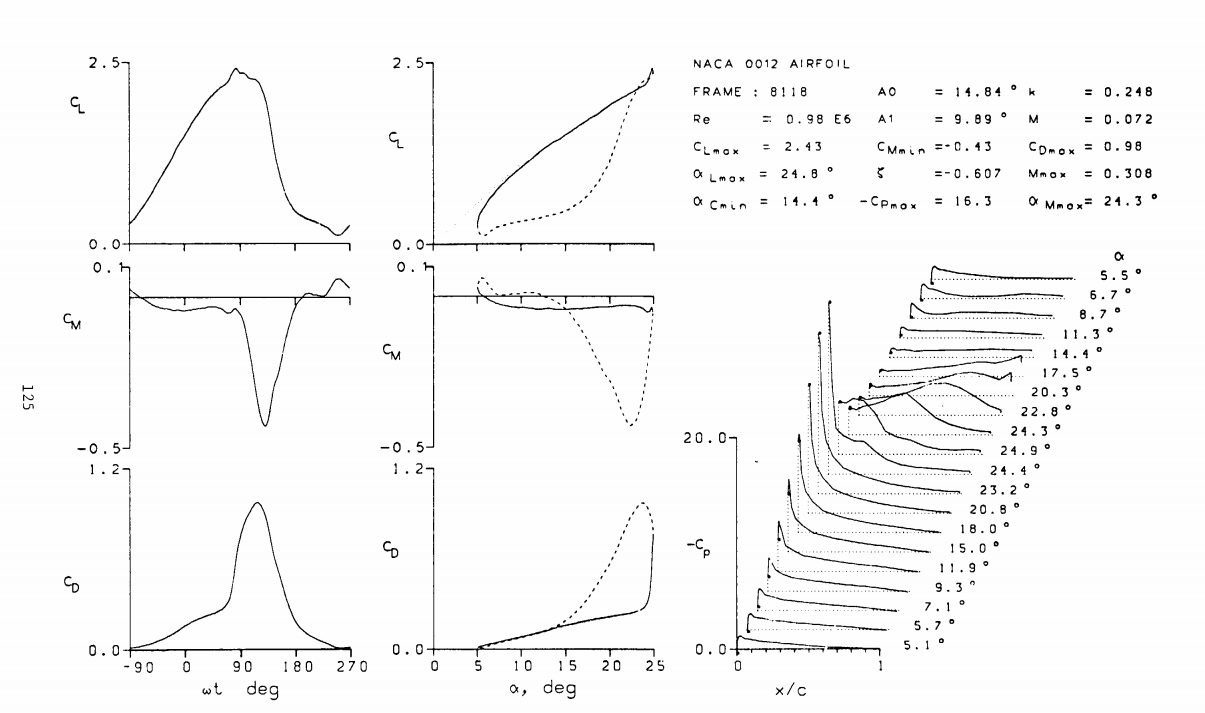 NACA 0012 AIRFOIL
FRAME : 8118 A0 = 14.84 ° k = 0.248
Re = 0.98 E6 A1 = 9.89 ° M = 0.072
CLmax = 2.43 CMmin =-0.43 CDmax = 0.98
α Lmax = 24.8 ° ζ =-0.607 Mmax = 0.308
α Cmin = 14.4 ° -CPmax = 16.3 α Mmax= 24.3 °
2.5
CL
0.0
0.1
CM
-0.5
1.2
CD
0.0
-90 0 90 180 270
ωt deg
2.5
CL
0.0
0.1
CM
-0.5
1.2
CD
0.0
0 5 10 15 20 25
α, deg
α
5.5 °
6.7 °
8.7 °
11.3 °
14.4 °
17.5 °
20.3 °
22.8 °
24.3 °
24.9 °
24.4 °
23.2 °
20.8 °
18.0 °
15.0 °
11.9 °
9.3 °
7.1 °
5.7 °
5.1 °
20.0
-Cp
0.0
0 1
x/c
125